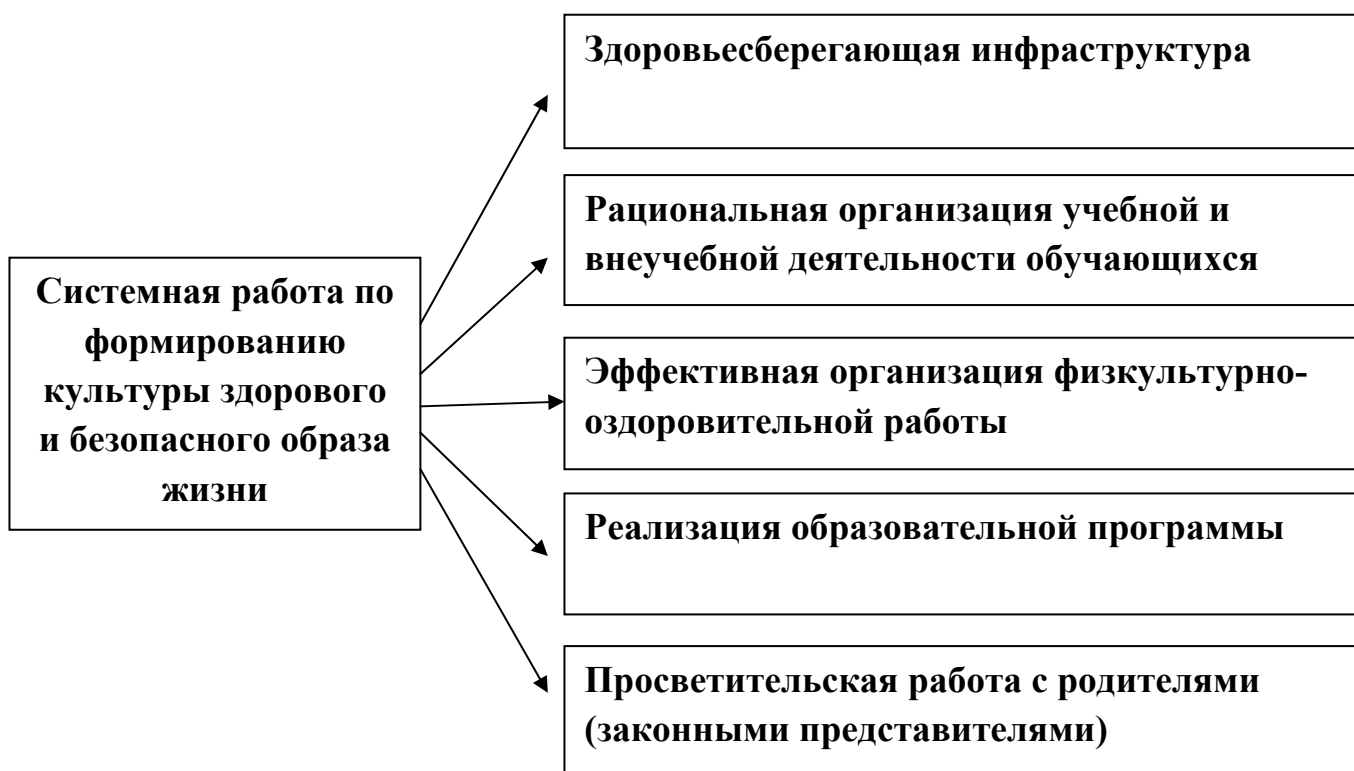 Системная работа по
формированию
культуры здорового
и безопасного образа
жизни
Здоровьесберегающая инфраструктура
Рациональная организация учебной и
внеучебной деятельности обучающихся
Эффективная организация физкультурно-
оздоровительной работы
Реализация образовательной программы
Просветительская работа с родителями
(законными представителями)